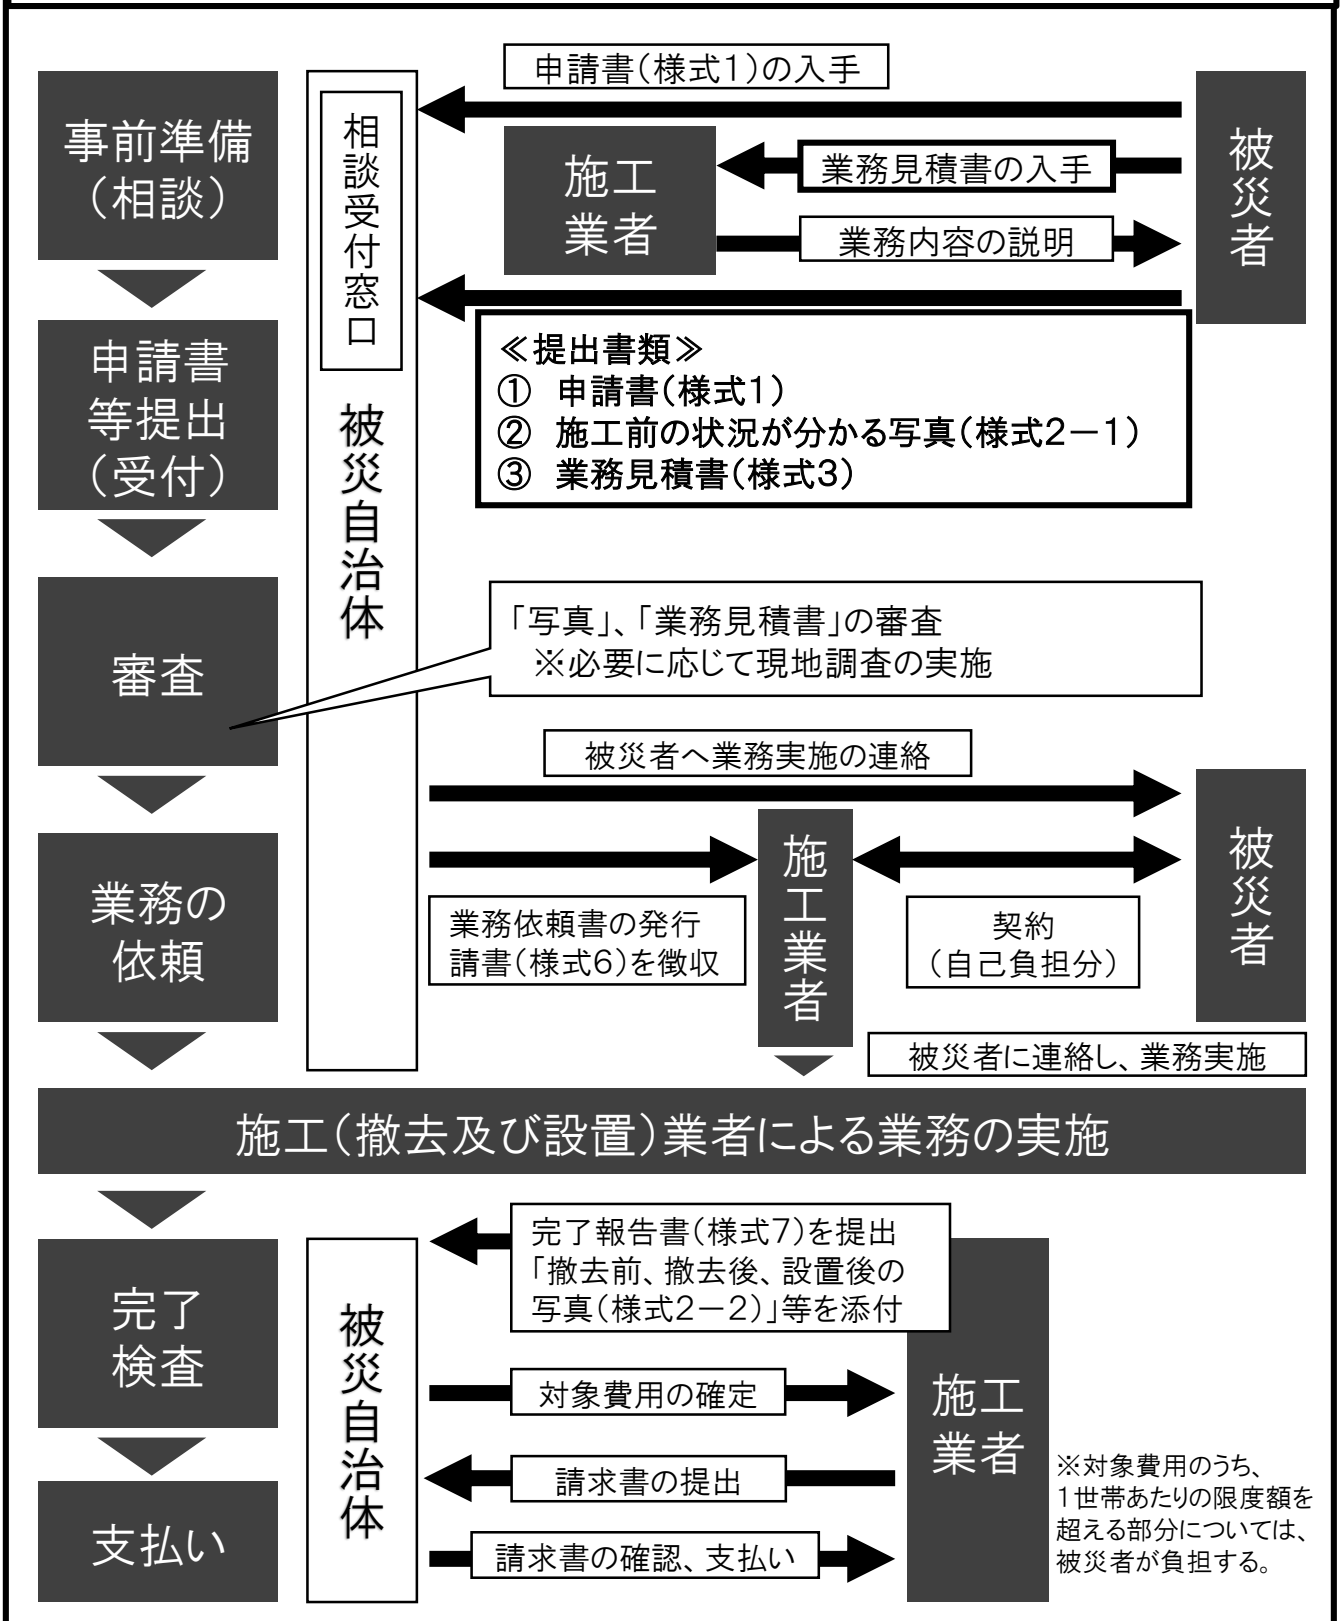 申請書(様式1)の入手
事前準備
(相談)
相談受付窓口
施工
業者
業務見積書の入手
業務内容の説明
被災者
申請書
等提出
(受付)
≪提出書類≫
① 申請書(様式1)
② 施工前の状況が分かる写真(様式2－1)
③ 業務見積書(様式3)
被災自治体
審査
「写真」、「業務見積書」の審査
※必要に応じて現地調査の実施
被災者へ業務実施の連絡
業務の
依頼
業務依頼書の発行
請書(様式6)を徴収
施工業者
契約
(自己負担分)
被災者
被災者に連絡し、業務実施
施工(撤去及び設置)業者による業務の実施
完了
検査
被災自治体
完了報告書(様式7)を提出
「撤去前、撤去後、設置後の
写真(様式2－2)」等を添付
対象費用の確定
施工
業者
請求書の提出
支払い
請求書の確認、支払い
※対象費用のうち、
1世帯あたりの限度額を
超える部分については、
被災者が負担する。